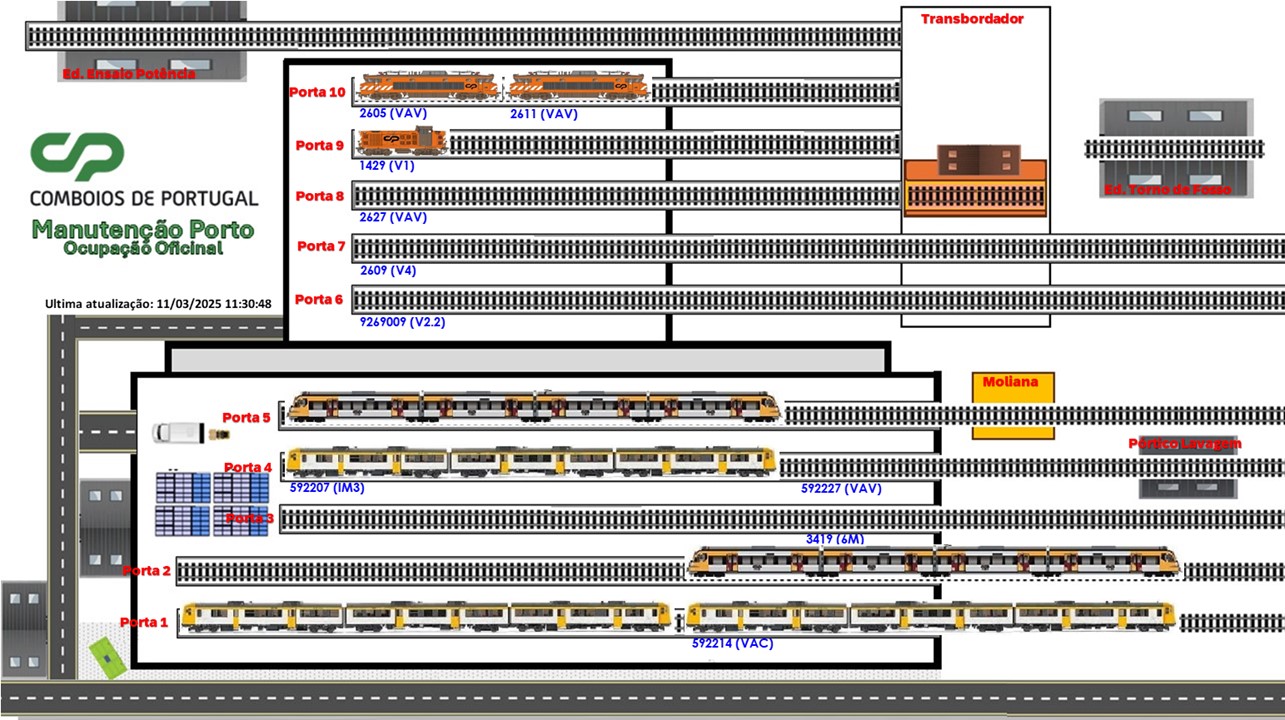 Transbordador
Ed. Ensaio Potência
Porta 10
2605 (VAV)
2611 (VAV)
CP
COMBOIOS DE PORTUGAL
Manutenção Porto
Ocupação Oficinal
Porta 9
1429 (V1)
Ed. Torno de Fosso
Porta 8
2627 (VAV)
Porta 7
2609 (V4)
Ultima atualização: 11/03/2025 11:30:48
Porta 6
9269009 (V2.2)
Moliana
Porta 5
Pórtico Lavagem
Porta 4
592207 (IM3)
592227 (VAV)
Porta 3
3419 (6M)
Porta 2
Porta 1
592214 (VAC)